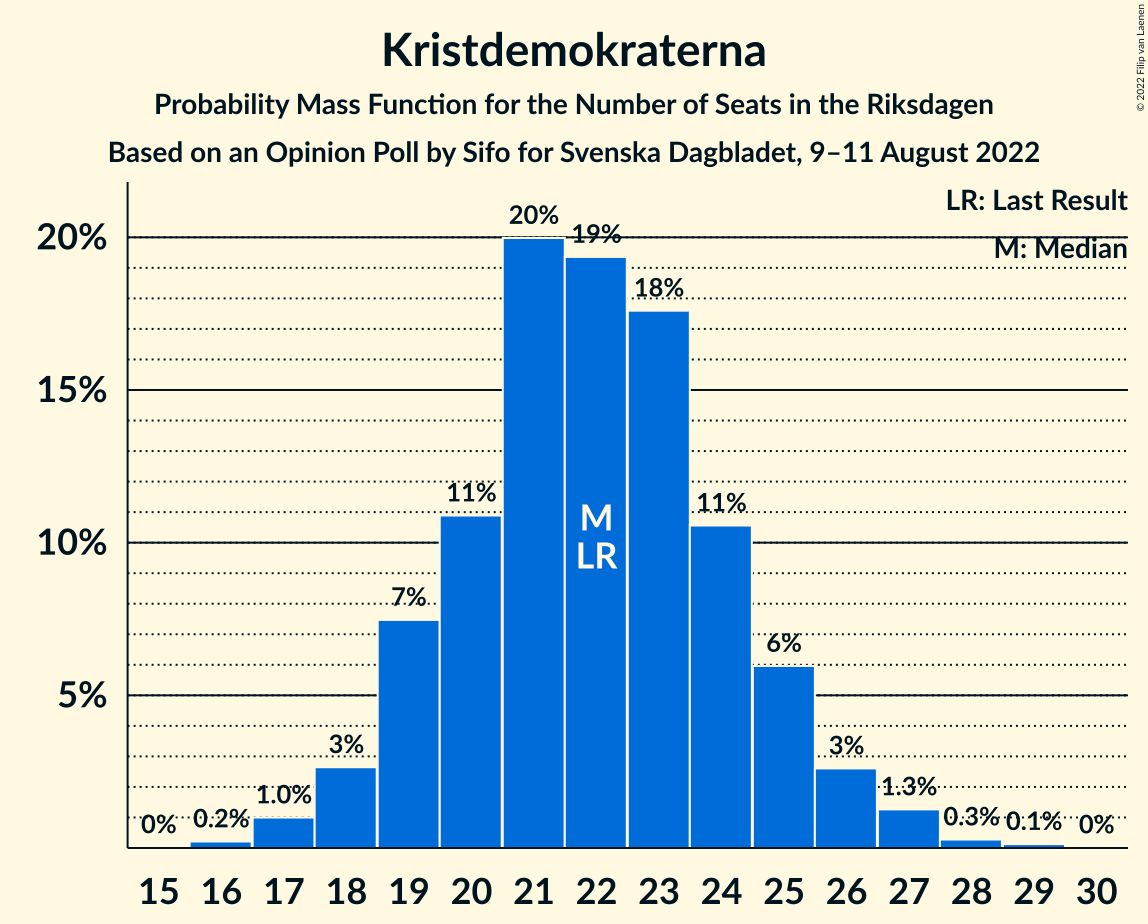 Kristdemokraterna
Probability Mass Function for the Number of Seats in the Riksdagen
Based on an Opinion Poll by Sifo for Svenska Dagbladet, 9–11 August 2022
© 2022 Filip van Laenen
LR: Last Result
M: Median
20%
15%
10%
5%
0%
0.2%
1.0%
3%
7%
11%
20%
19%
18%
11%
6%
3%
1.3%
0.3%
0.1%
0%
M
LR
15 16 17 18 19 20 21 22 23 24 25 26 27 28 29 30